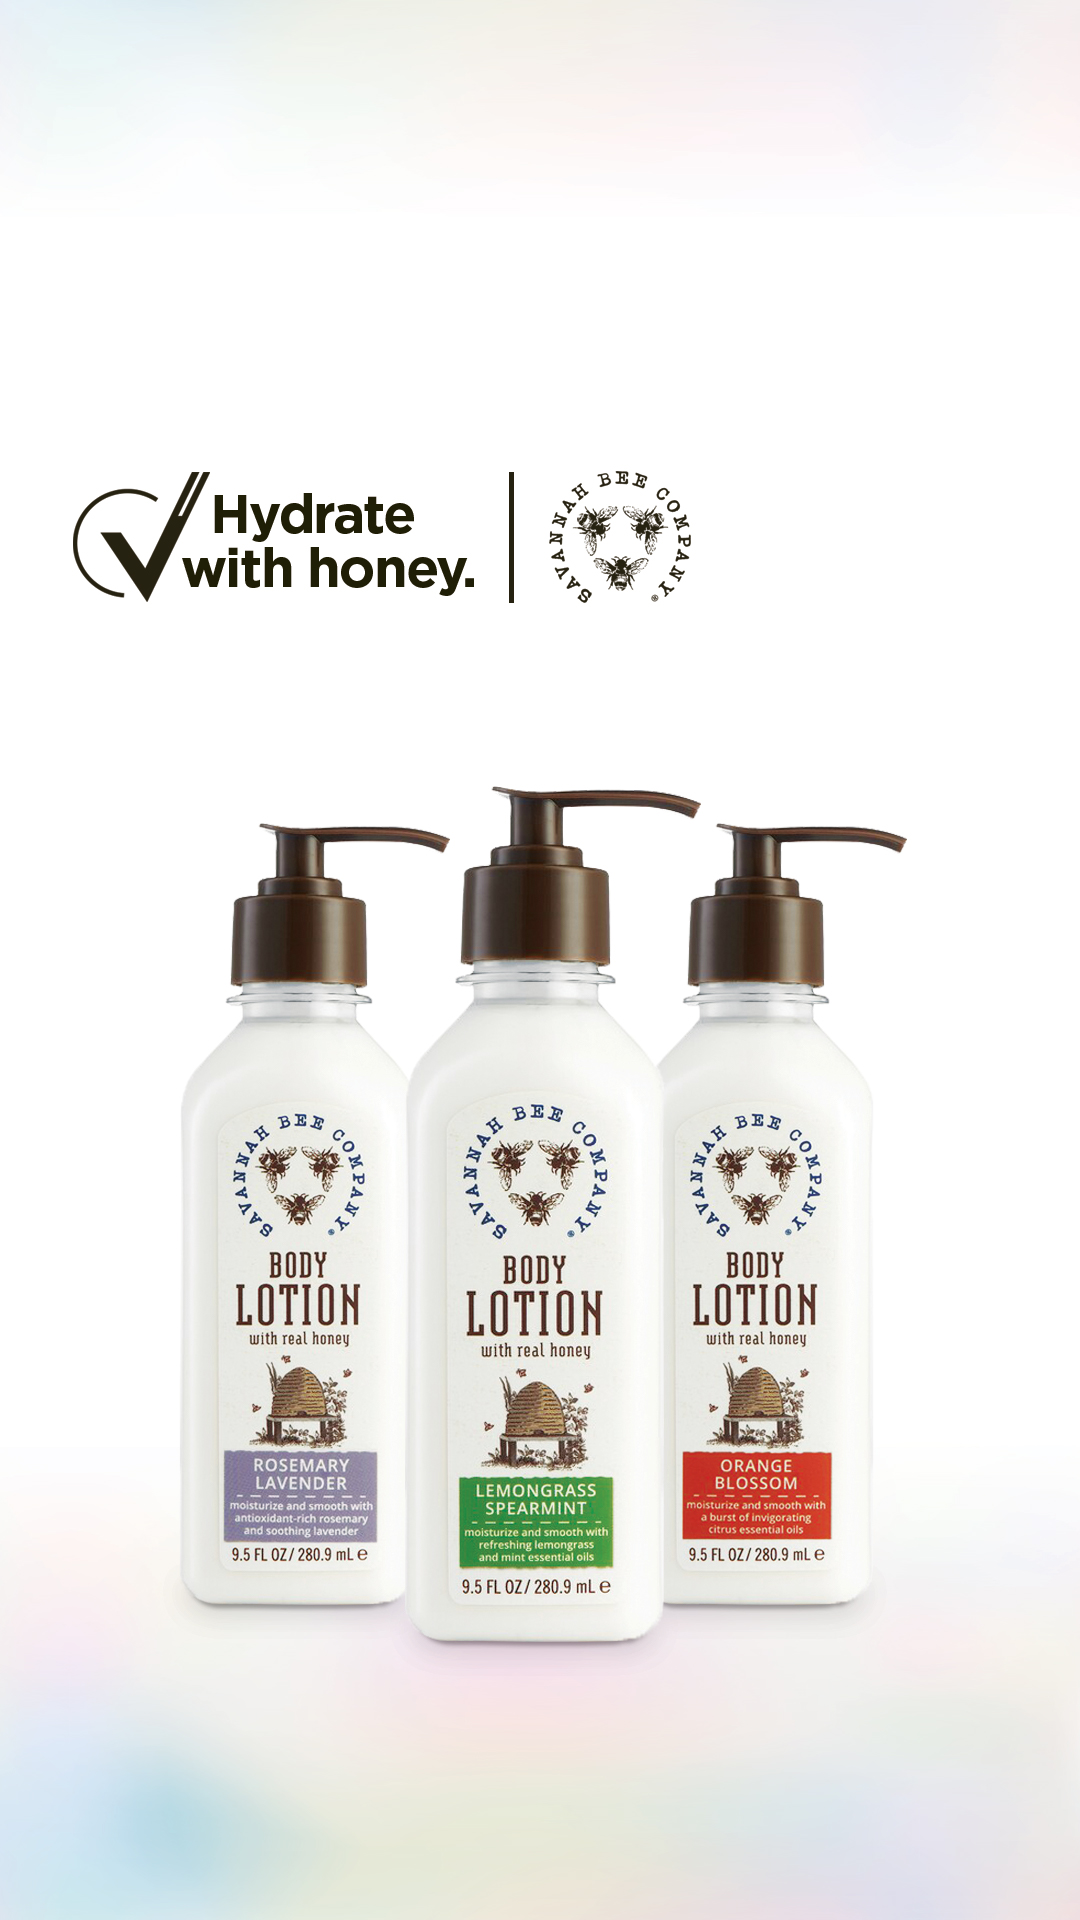 Hydrate
with honey.
SAVANNAH BEE COMPANY®
SAVANNAH BEE COMPANY®
BODY
LOTION
with real honey
ROSEMARY
LAVENDER
moisturize and smooth with
antioxidant-rich rosemary
and soothing lavender
9.5 FL OZ/ 280.9 mL e
SAVANNAH BEE COMPANY®
BODY
LOTION
with real honey
LEMONGRASS
SPEARMINT
moisturize and smooth with
refreshing lemongrass
and mint essential oils
9.5 FL OZ/ 280.9 mL e
SAVANNAH BEE COMPANY®
BODY
LOTION
with real honey
ORANGE
BLOSSOM
moisturize and smooth with
a burst of invigorating
citrus essential oils
9.5 FL OZ/ 280.9 mL e